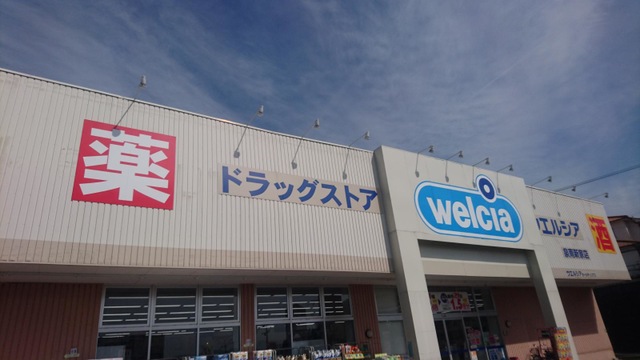 薬
ドラッグストア
welcia
ウエルシア
酒